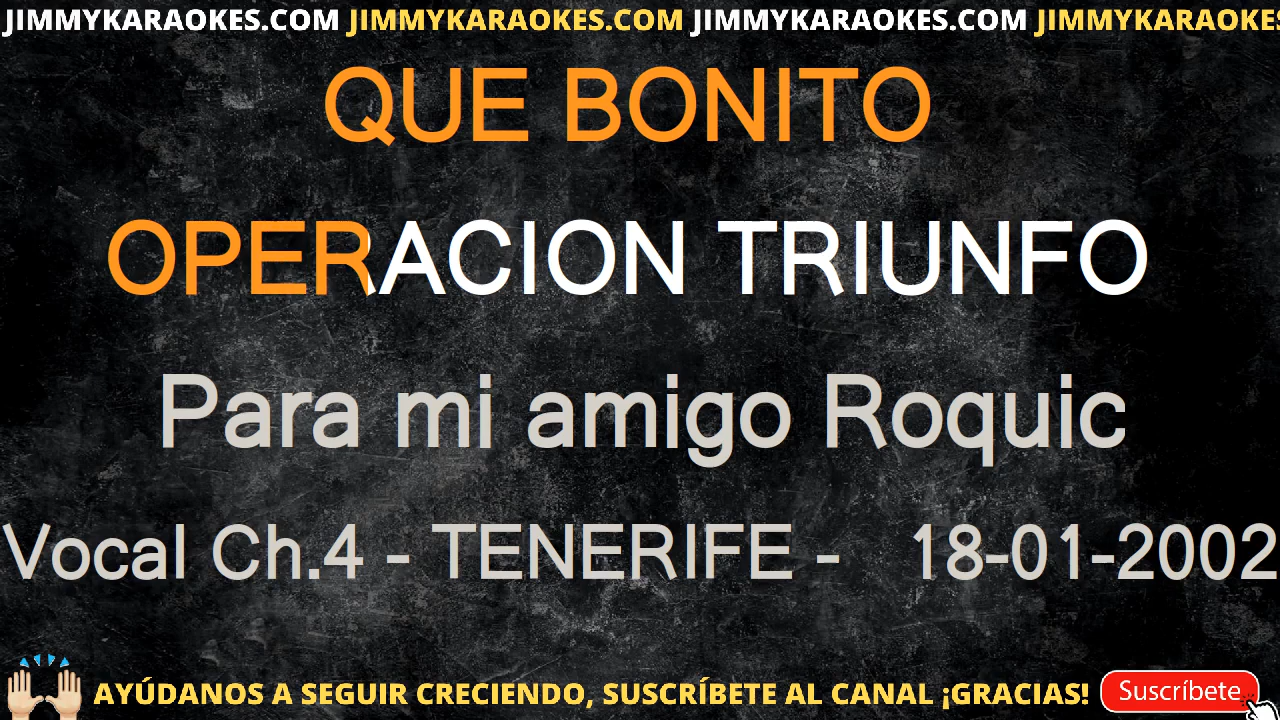 JIMMYKARAOKES.COM JIMMYKARAOKES.COM JIMMYKARAOKES.COM JIMMYKARAOKES
QUE BONITO
OPERACION TRIUNFO
Para mi amigo Roquic
Vocal Ch.4 - TENERIFE - 18-01-2002
AYÚDANOS A SEGUIR CRECIENDO, SUSCRÍBETE AL CANAL ¡GRACIAS! Suscríbete